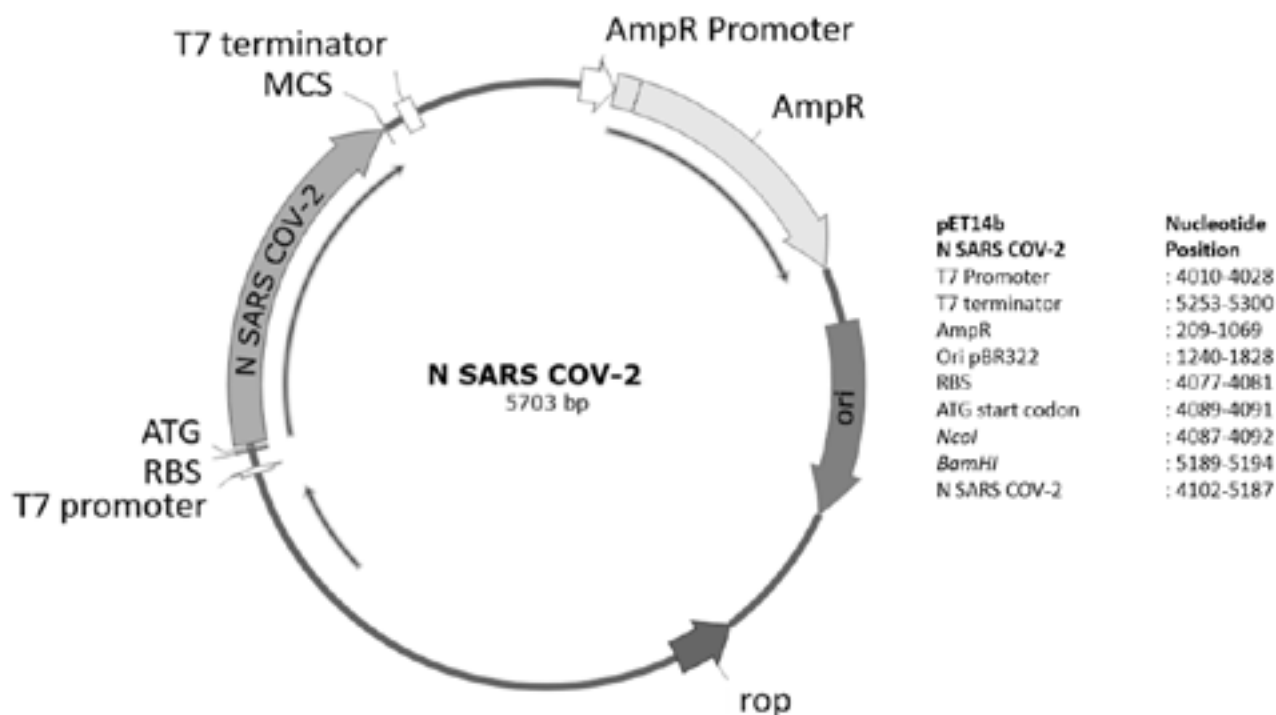 AmpR Promoter
T7 terminator
MCS
AmpR
N SARS COV-2
N SARS COV-2
5703 bp
ori
ATG
RBS
T7 promoter
rop
pET14b Nucleotide
N SARS COV-2 Position
T7 Promoter : 4010-4028
T7 terminator : 5253-5300
AmpR : 209-1069
Ori pBR322 : 1240-1828
RBS : 4077-4081
ATG start codon : 4089-4091
NcoI : 4087-4092
BamHI : 5189-5194
N SARS COV-2 : 4102-5187